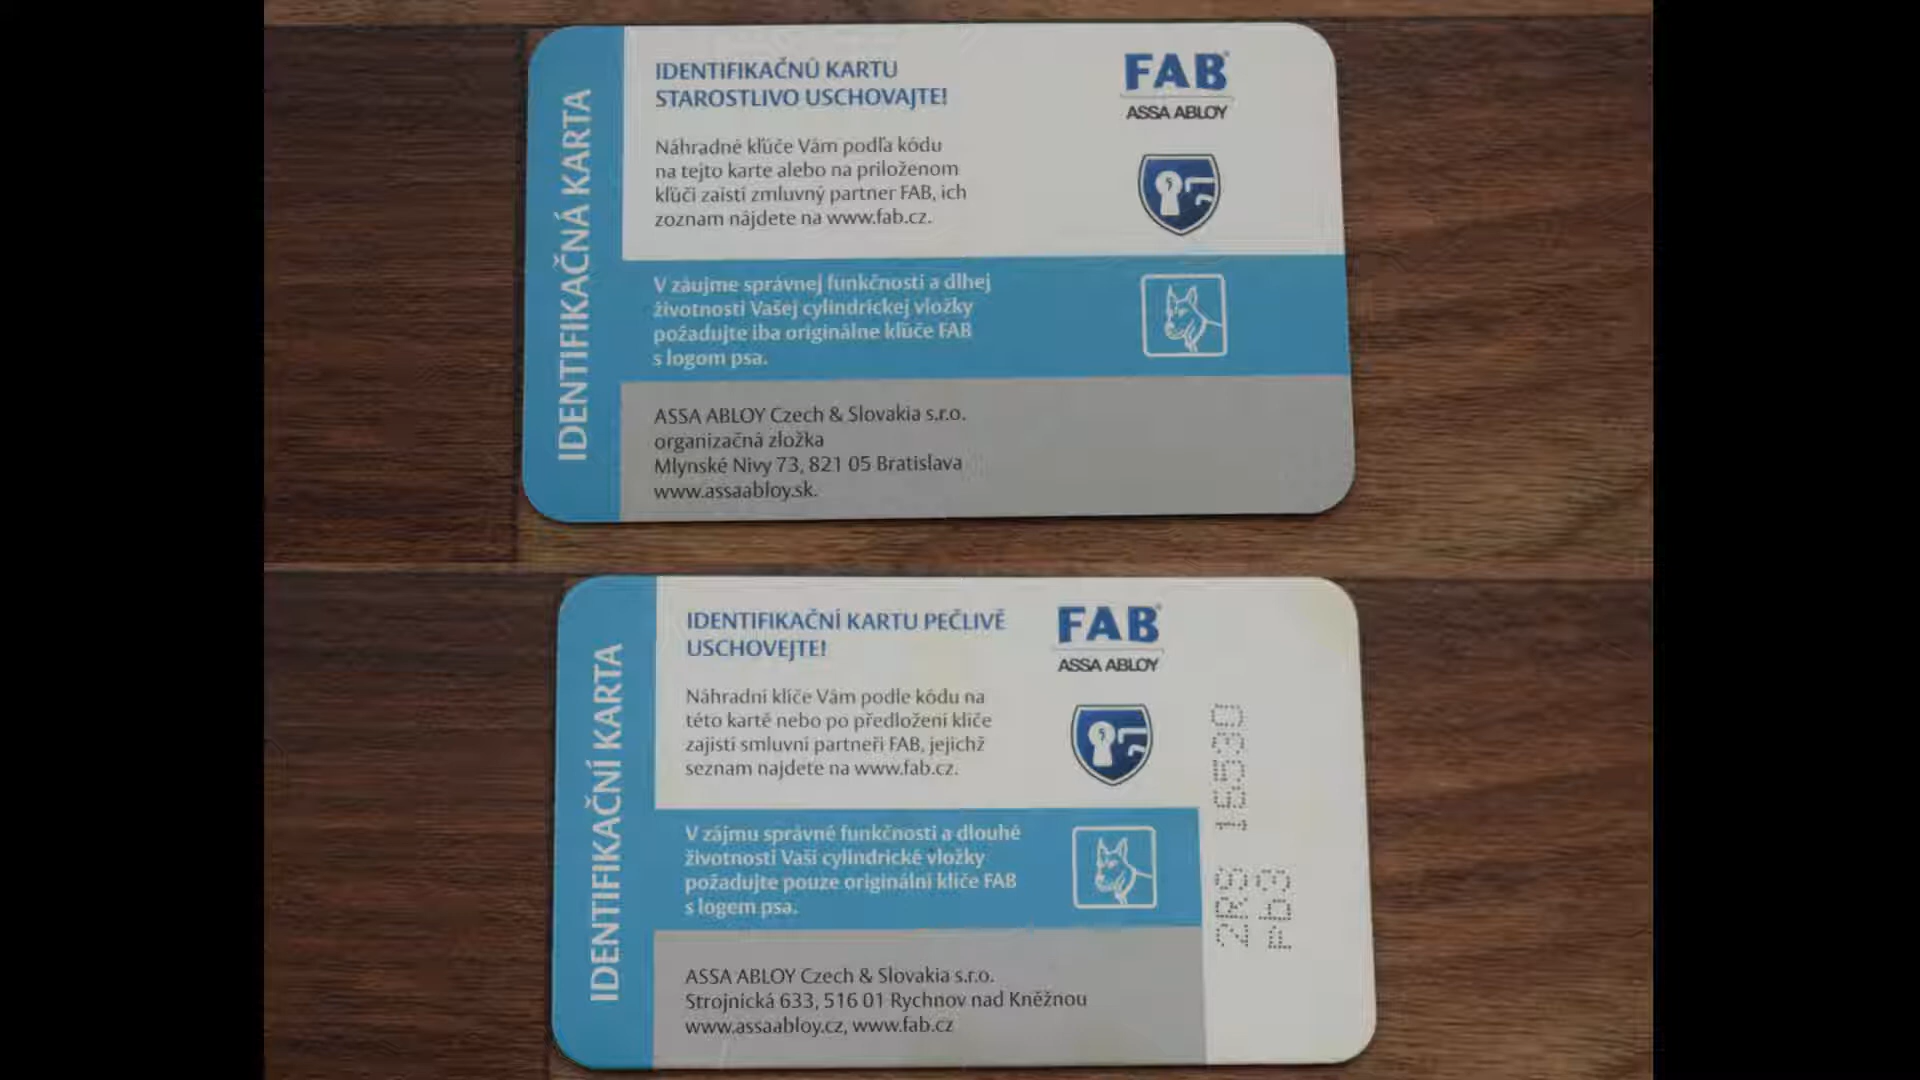 IDENTIFIKAČNÁ KARTA
IDENTIFIKAČNÚ KARTU
STAROSTLIVO USCHOVAJTE!
Náhradné kľúče Vám podľa kódu
na tejto karte alebo na priloženom
kľúči zaistí zmluvný partner FAB, ich
zoznam nájdete na www.fab.cz.
FAB®
ASSA ABLOY
V záujme správnej funkčnosti a dlhej
životnosti Vašej cylindrickej vložky
požadujte iba originálne kľúče FAB
s logom psa.
ASSA ABLOY Czech & Slovakia s.r.o.
organizačná zložka
Mlynské Nivy 73, 821 05 Bratislava
www.assaabloy.sk.
IDENTIFIKAČNÍ KARTA
IDENTIFIKAČNÍ KARTU PEČLIVĚ
USCHOVEJTE!
Náhradní klíče Vám podle kódu na
této kartě nebo po předložení klíče
zajistí smluvní partneři FAB, jejichž
seznam najdete na www.fab.cz.
FAB®
ASSA ABLOY
V zájmu správné funkčnosti a dlouhé
životnosti Vaší cylindrické vložky
požadujte pouze originální klíče FAB
s logem psa.
ASSA ABLOY Czech & Slovakia s.r.o.
Strojnická 633, 516 01 Rychnov nad Kněžnou
www.assaabloy.cz, www.fab.cz
2RS 16530